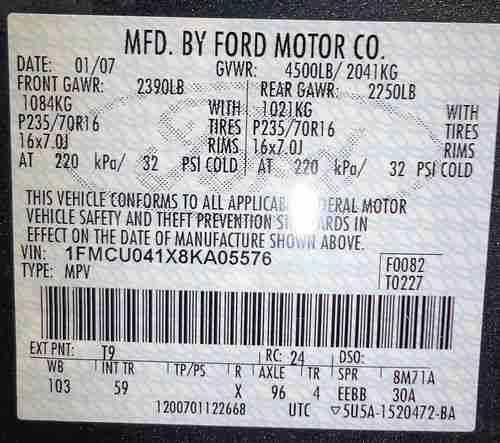 MFD. BY FORD MOTOR CO.
DATE: 01/07 GVWR: 4500LB/ 2041KG
FRONT GAWR: 2390LB REAR GAWR: 2250LB
1084KG WITH 1021KG WITH
P235/70R16 TIRES P235/70R16 TIRES
16x7.0J RIMS 16x7.0J RIMS
AT 220 kPa/ 32 PSI COLD AT 220 kPa/ 32 PSI COLD
THIS VEHICLE CONFORMS TO ALL APPLICAB EDERAL MOTOR
VEHICLE SAFETY AND THEFT PREVENTION ST ARDS IN
EFFECT ON THE DATE OF MANUFACTURE SHOWN ABOVE.
VIN: 1FMCU041X8KA05576
TYPE: MPV
F0082
T0227
EXT PNT: T9 RC: 24 DSO:
WB INT TR TP/PS R AXLE TR SPR 8M71A
103 59 X 96 4 EEBB 30A
1200701122668 UTC 5U5A-1520472-BA